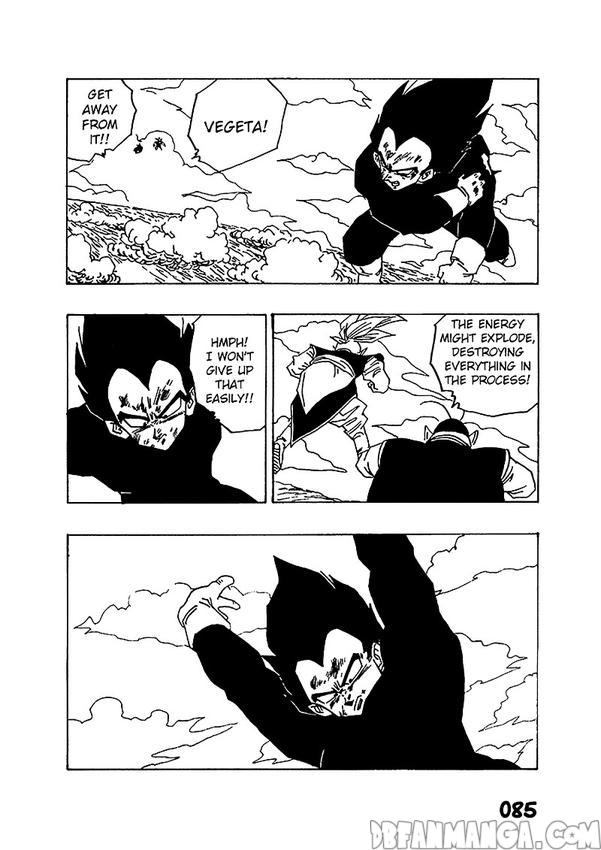 VEGETA!
GET
AWAY
FROM
IT!!
THE ENERGY
MIGHT EXPLODE,
DESTROYING
EVERYTHING
IN THE
PROCESS!
HMPH!
I WON'T
GIVE UP
THAT
EASILY!!
085
DBFANMANGA.COM